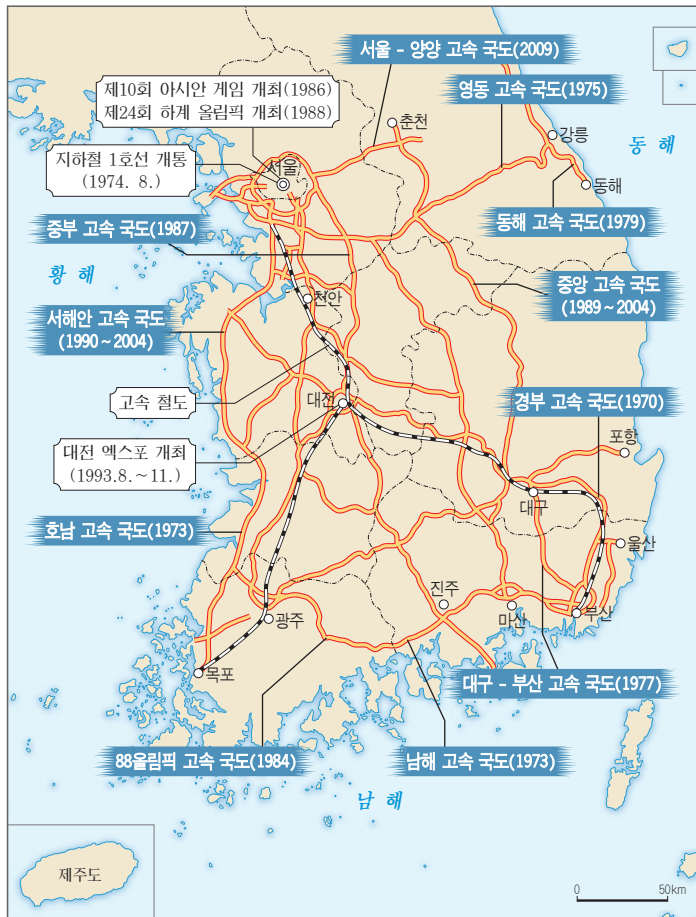 서울 - 양양 고속 국도(2009)
영동 고속 국도(1975)
제10회 아시안 게임 개최(1986)
제24회 하계 올림픽 개최(1988)
춘천
강릉
동해
지하철 1호선 개통
(1974. 8.)
서울
동해
동해 고속 국도(1979)
중부 고속 국도(1987)
황해
중앙 고속 국도
(1989~2004)
천안
서해안 고속 국도
(1990~2004)
고속 철도
대전
경부 고속 국도(1970)
대전 엑스포 개최
(1993.8.~11.)
포항
대구
호남 고속 국도(1973)
울산
진주
마산
부산
광주
목포
대구 - 부산 고속 국도(1977)
88올림픽 고속 국도(1984)
남해 고속 국도(1973)
남해
제주도
0 50km